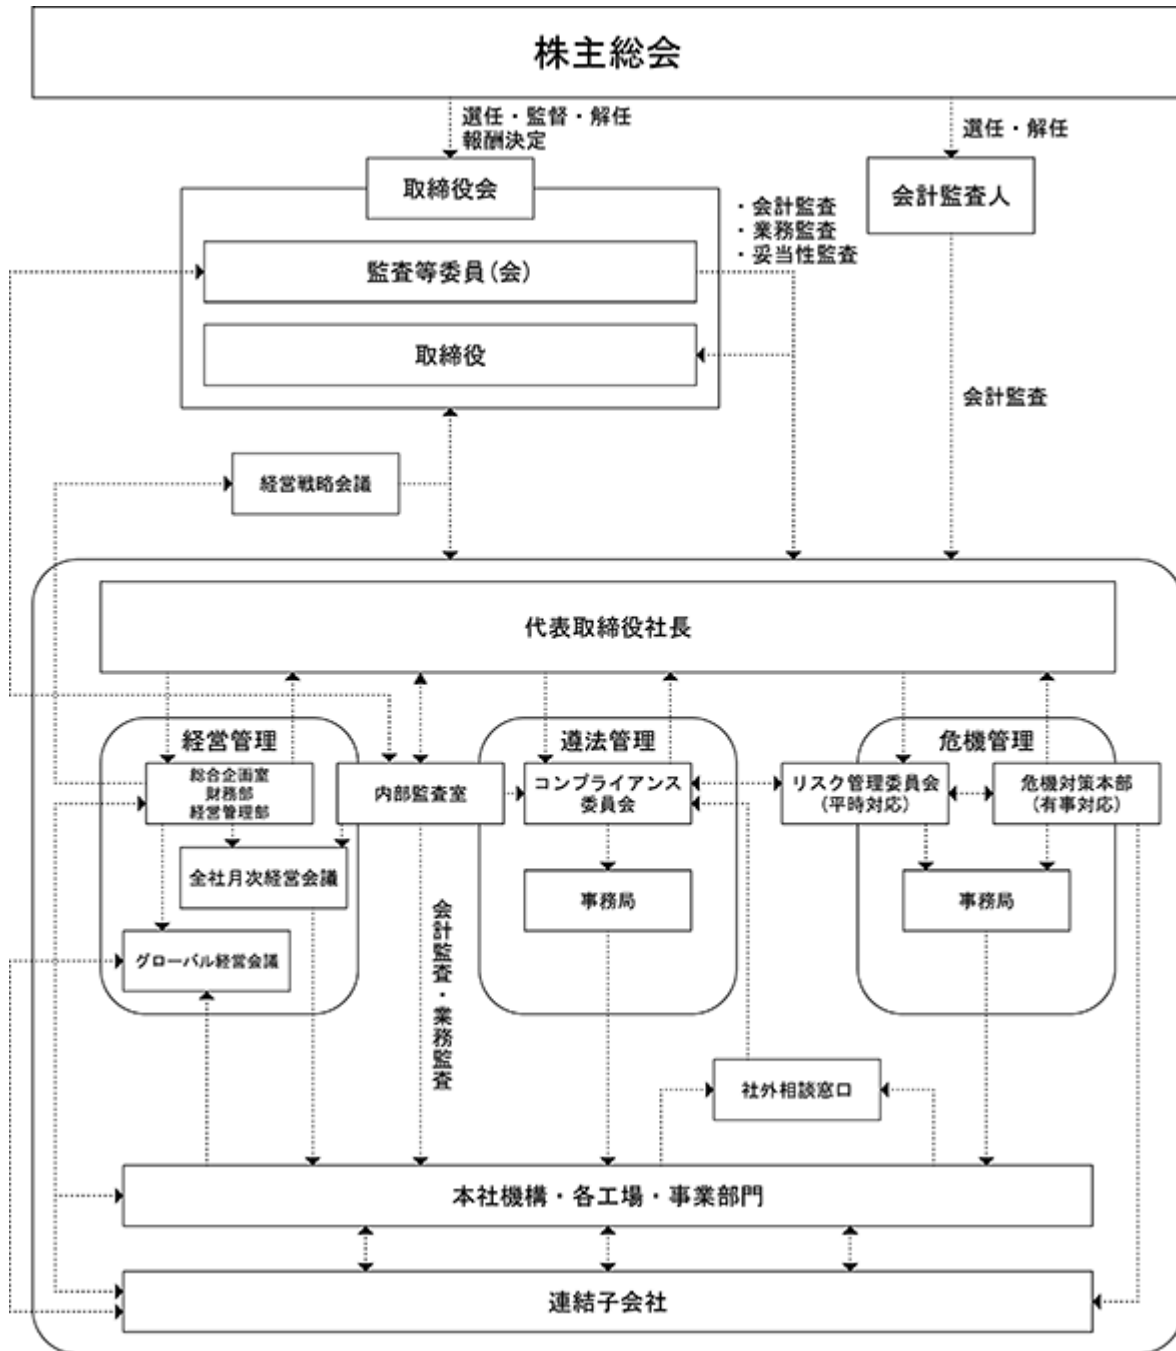 株主総会
選任・監督・解任
報酬決定
選任・解任
取締役会
会計監査人
・会計監査
・業務監査
・妥当性監査
監査等委員(会)
取締役
会計監査
経営戦略会議
代表取締役社長
経営管理
遵法管理
危機管理
総合企画室
財務部
経営管理部
内部監査室
コンプライアンス
委員会
リスク管理委員会
(平時対応)
危機対策本部
(有事対応)
全社月次経営会議
事務局
事務局
グローバル経営会議
会計監査・業務監査
社外相談窓口
本社機構・各工場・事業部門
連結子会社